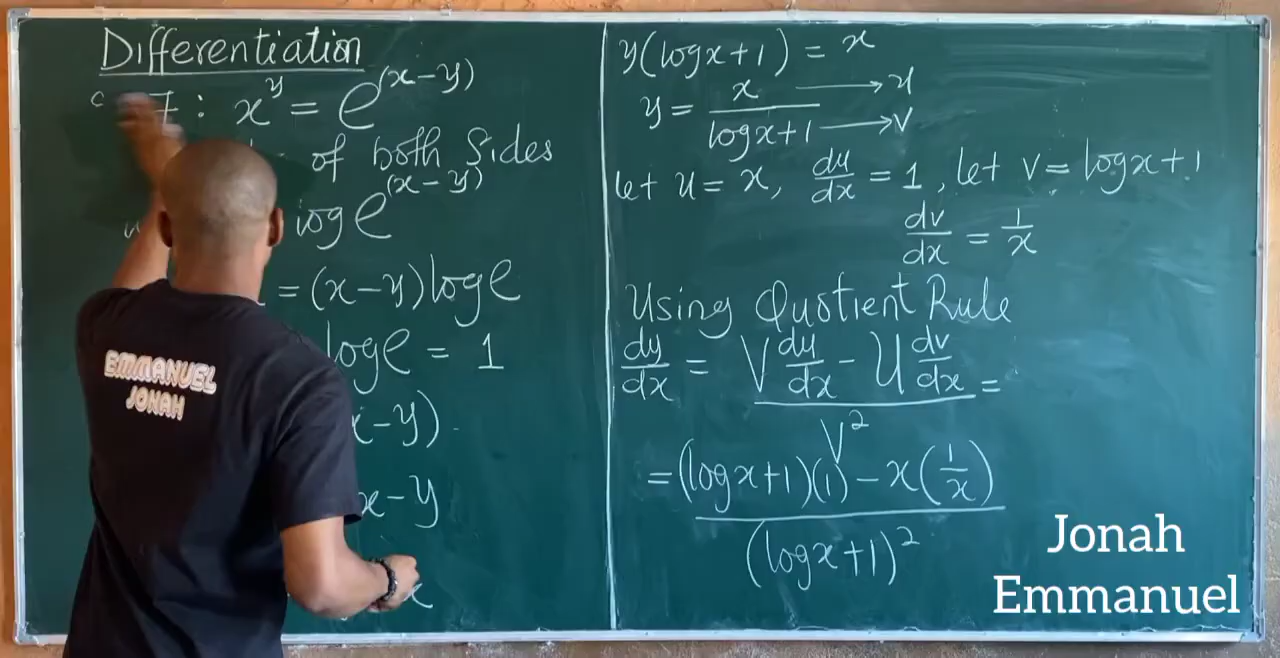 Differentiation
: x^y = e^(x-y)
of both sides
log e^(x-y)
= (x-y)loge
loge = 1
x-y).
x-y
x
y(logx+1) = x
y = x/(logx+1) → u → v
let u = x, du/dx = 1, let v = logx+1
dv/dx = 1/x
Using Quotient Rule
dy/dx = (V du/dx - U dv/dx)/V² =
= ((logx+1)(1) - x(1/x))/(logx+1)²
EMMANUEL
JONAH
Jonah
Emmanuel